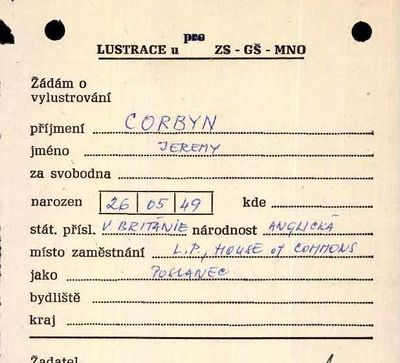 pro
LUSTRACE u ZS - GŠ - MNO
Žádám o
vylustrování
příjmení CORBYN
jméno JEREMY
za svobodna
narozen 26 05 49 kde
stát. přísl. V. BRITÁNIE národnost ANGLICKÁ
místo zaměstnání L.P., HOUSE of COMMONS
jako POSLANEC
bydliště
kraj
Žadatel